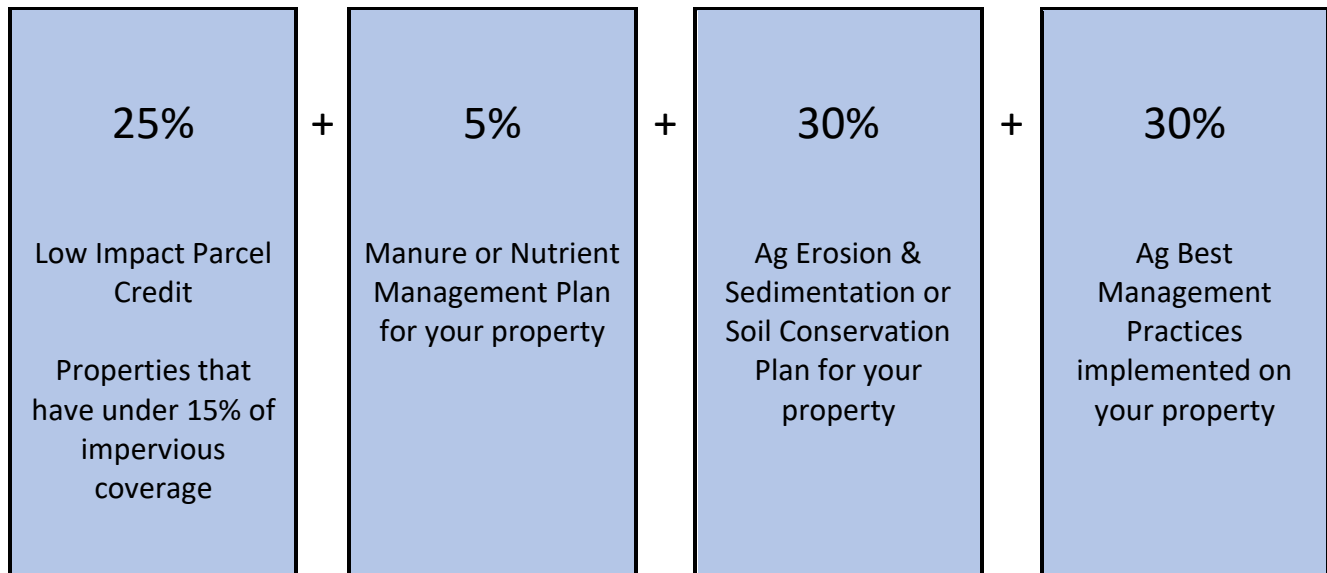 25%
Low Impact Parcel
Credit
Properties that
have under 15% of
impervious
coverage
+
5%
Manure or Nutrient
Management Plan
for your property
+
30%
Ag Erosion &
Sedimentation or
Soil Conservation
Plan for your
property
+
30%
Ag Best
Management
Practices
implemented on
your property